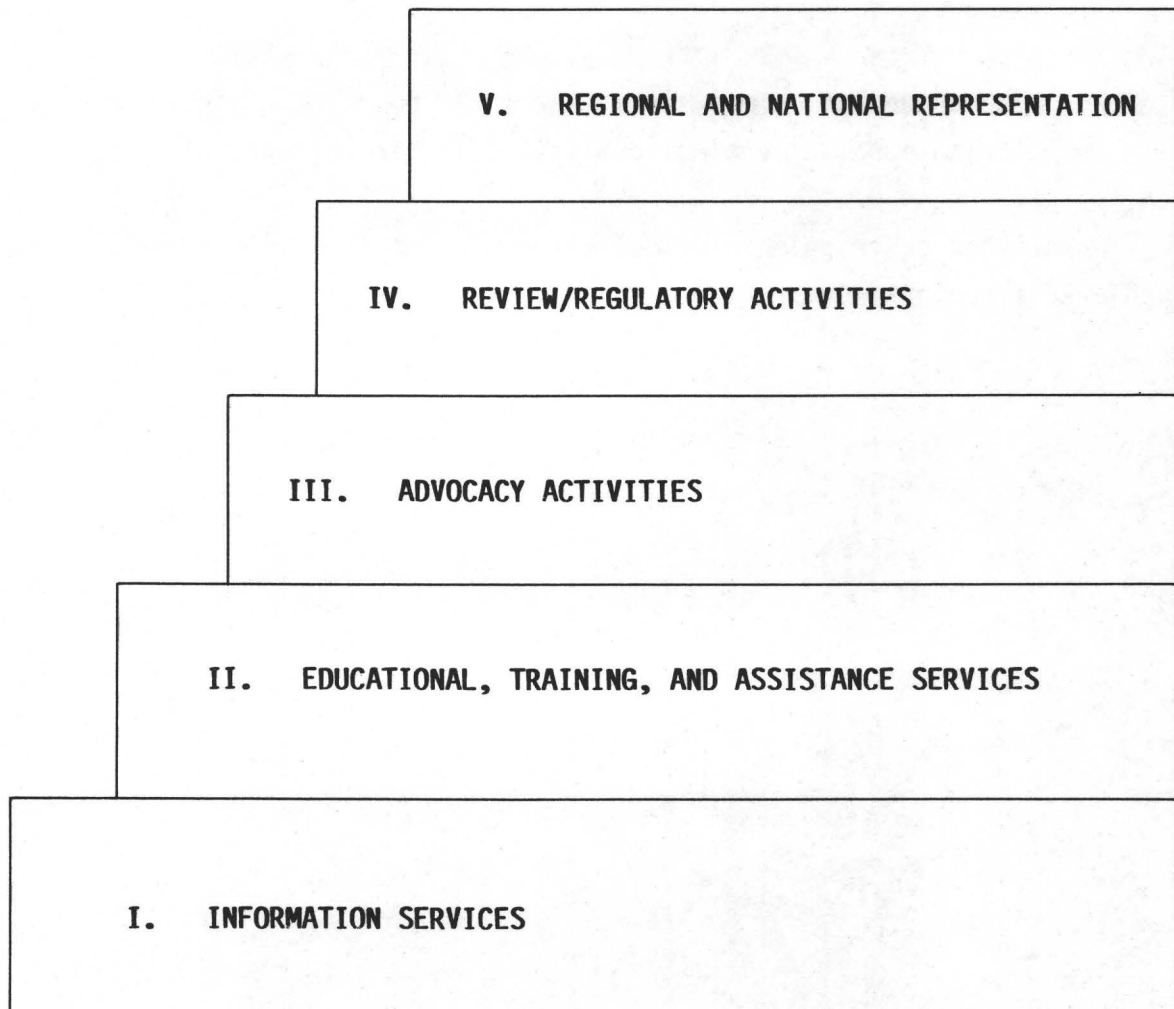 V. REGIONAL AND NATIONAL REPRESENTATION
IV. REVIEW/REGULATORY ACTIVITIES
III. ADVOCACY ACTIVITIES
II. EDUCATIONAL, TRAINING, AND ASSISTANCE SERVICES
I. INFORMATION SERVICES